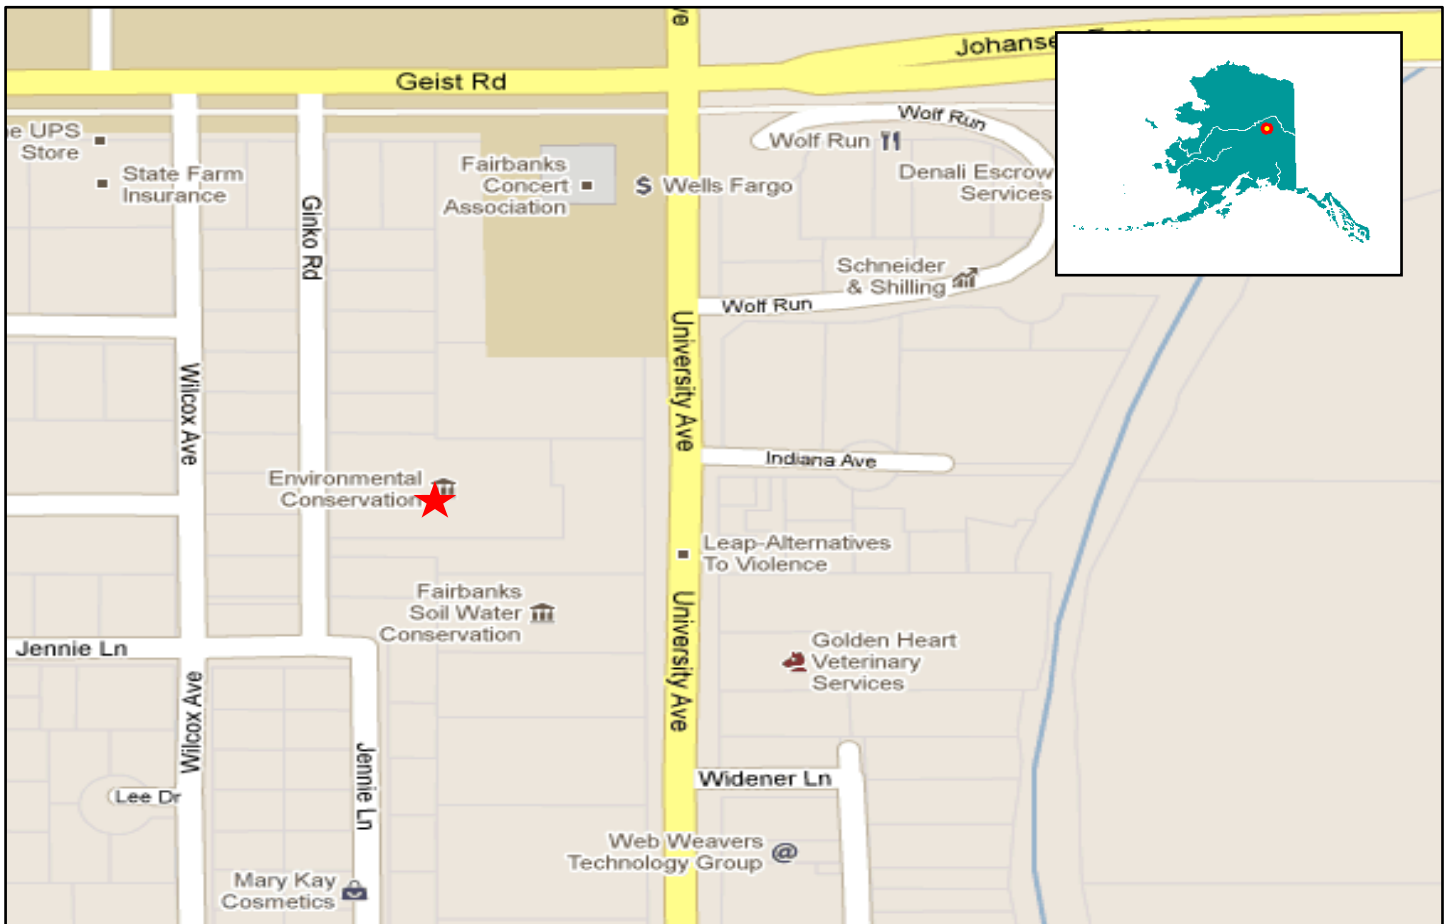 ve
Johanse
Geist Rd
Wolf Run
e UPS
Store
Wolf Run
State Farm
Insurance
Fairbanks
Concert
Association
Wells Fargo
Denali Escrow
Services
Ginko Rd
Schneider
& Shilling
Wolf Run
University Ave
Wilcox Ave
Indiana Ave
Environmental
Conservation
Leap-Alternatives
To Violence
Fairbanks
Soil Water
Conservation
University Ave
Jennie Ln
Golden Heart
Veterinary
Services
Wilcox Ave
Jennie Ln
Widener Ln
Lee Dr
Web Weavers
Technology Group
Mary Kay
Cosmetics